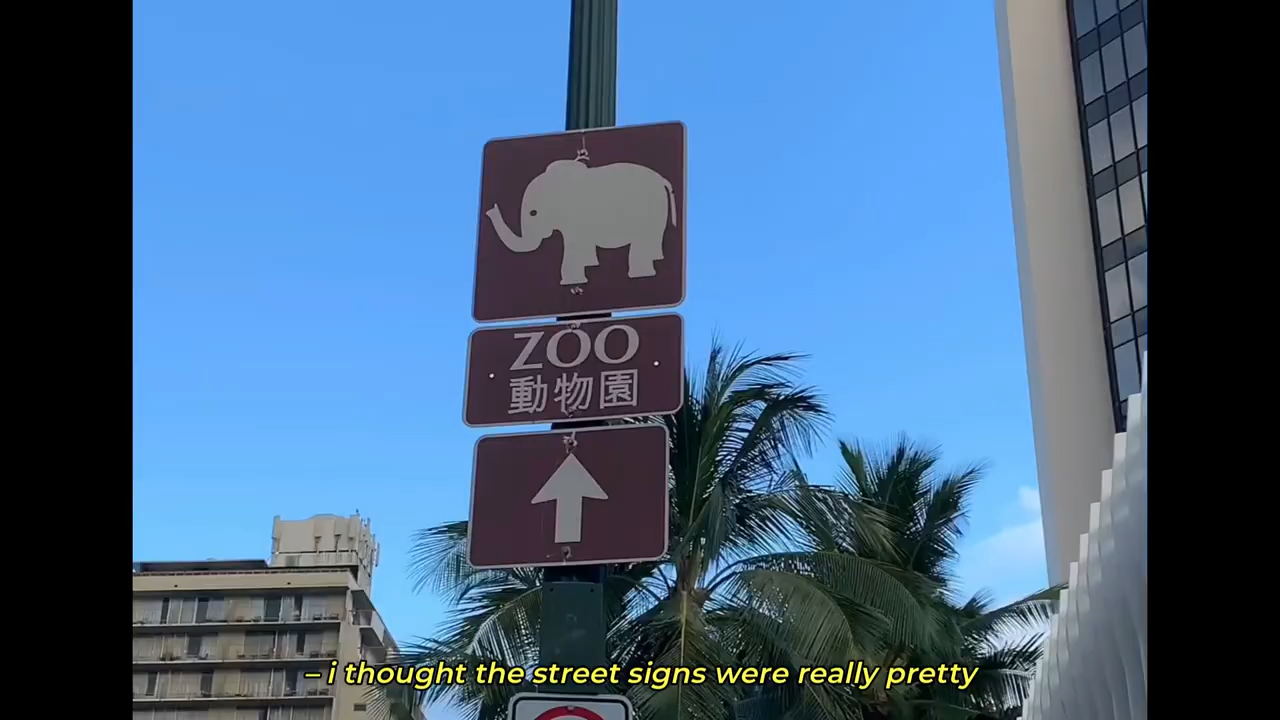 ZOO
動物園
– i thought the street signs were really pretty